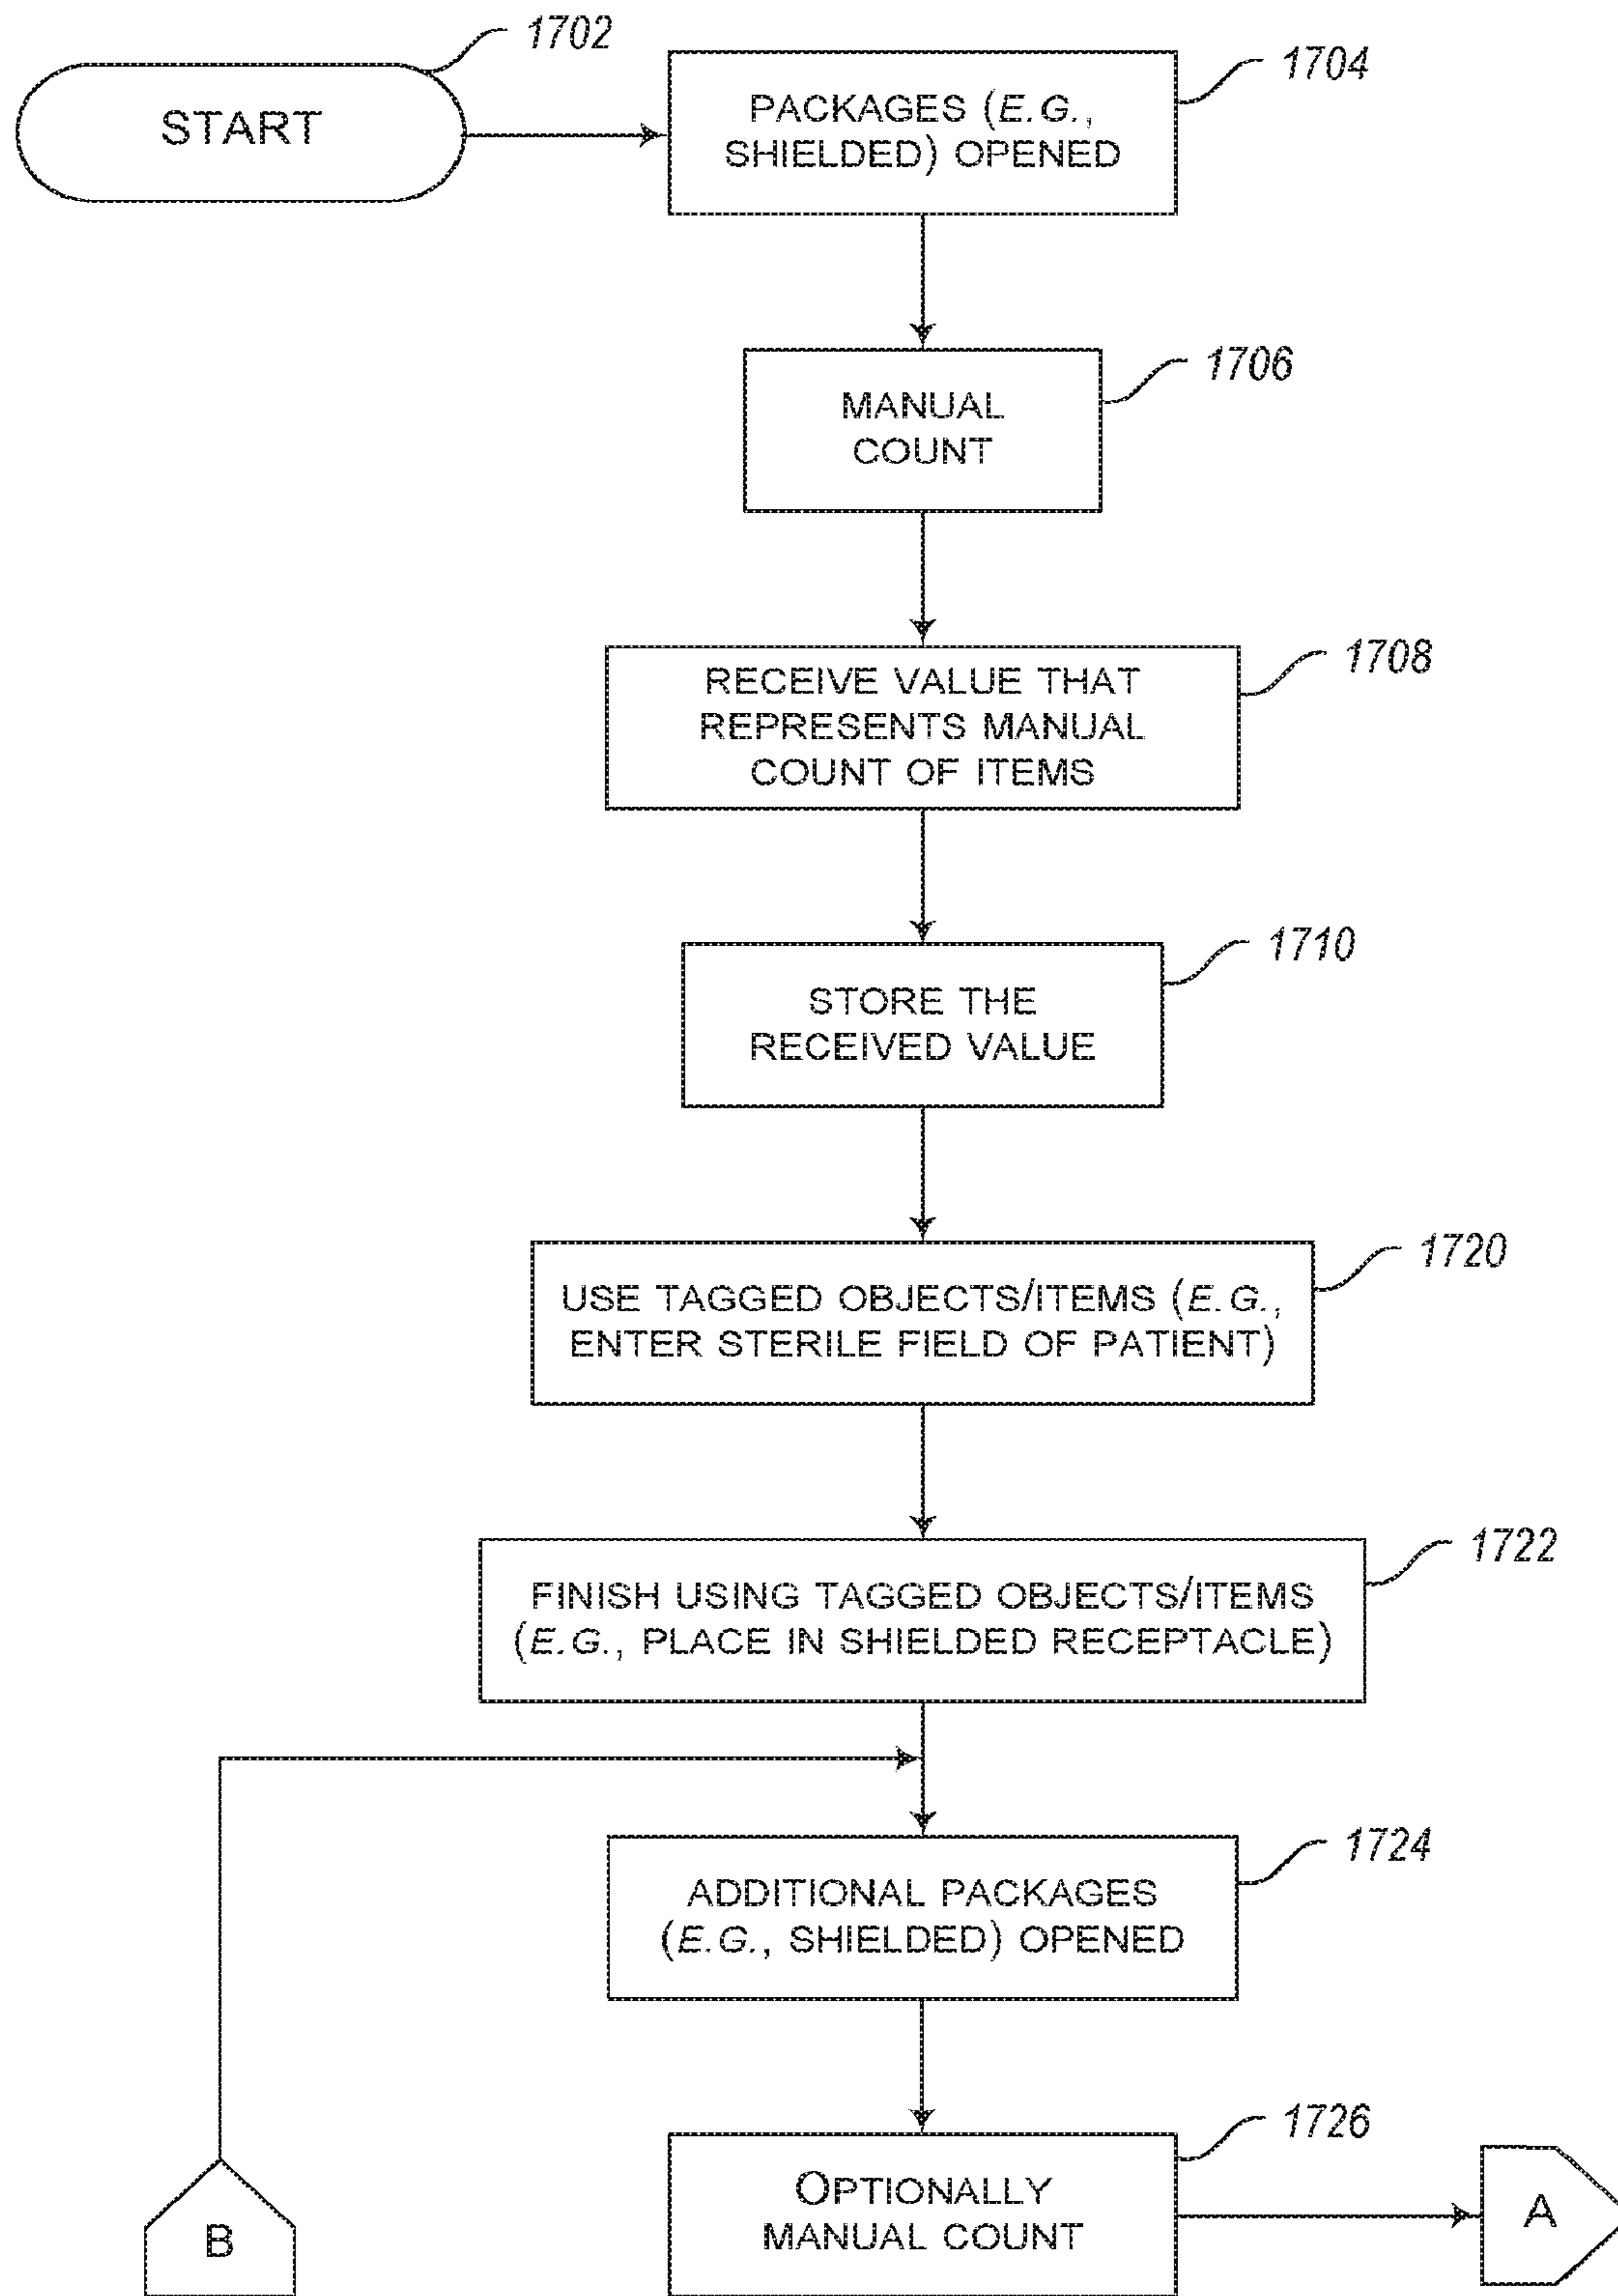 START
1702
PACKAGES (E.G.,
SHIELDED) OPENED
1704
MANUAL
COUNT
1706
RECEIVE VALUE THAT
REPRESENTS MANUAL
COUNT OF ITEMS
1708
STORE THE
RECEIVED VALUE
1710
USE TAGGED OBJECTS/ITEMS (E.G.,
ENTER STERILE FIELD OF PATIENT)
1720
FINISH USING TAGGED OBJECTS/ITEMS
(E.G., PLACE IN SHIELDED RECEPTACLE)
1722
ADDITIONAL PACKAGES
(E.G., SHIELDED) OPENED
1724
OPTIONALLY
MANUAL COUNT
1726
A
B